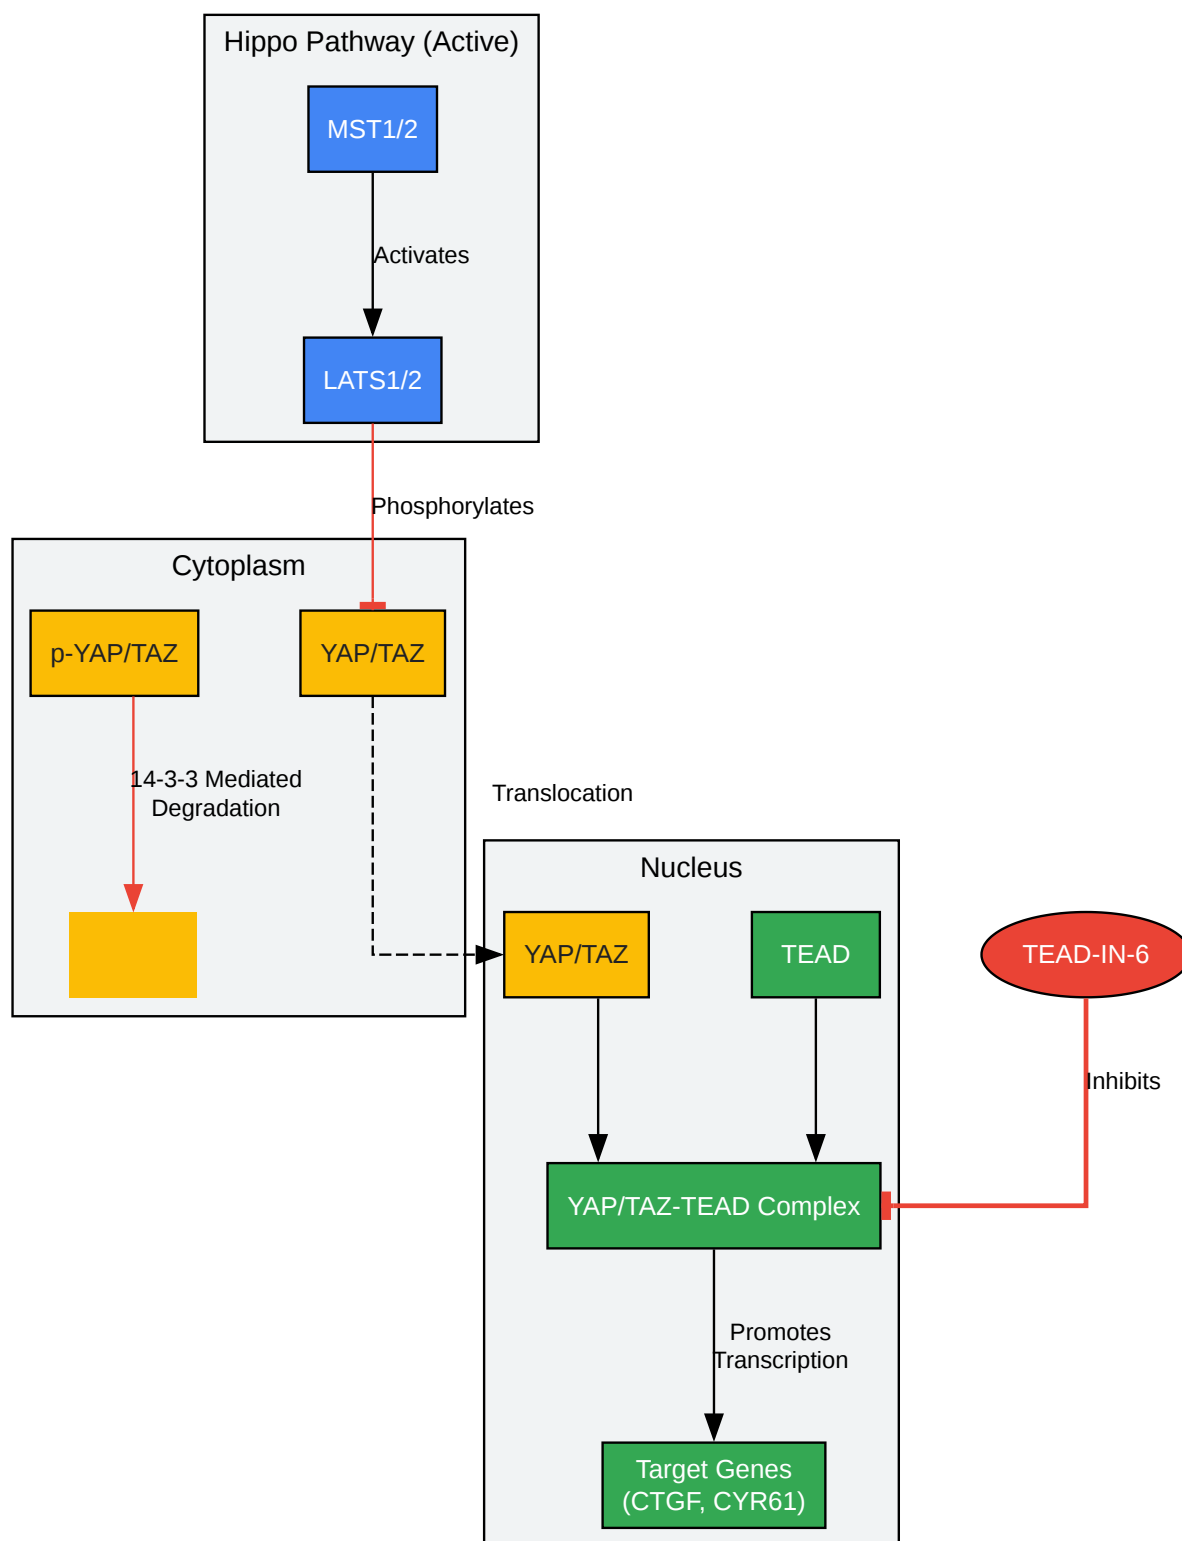 Hippo Pathway (Active)
MST1/2
Activates
LATS1/2
Phosphorylates
Cytoplasm
p-YAP/TAZ
YAP/TAZ
14-3-3 Mediated
Degradation
Translocation
Nucleus
YAP/TAZ
TEAD
TEAD-IN-6
Inhibits
YAP/TAZ-TEAD Complex
Promotes
Transcription
Target Genes
(CTGF, CYR61)